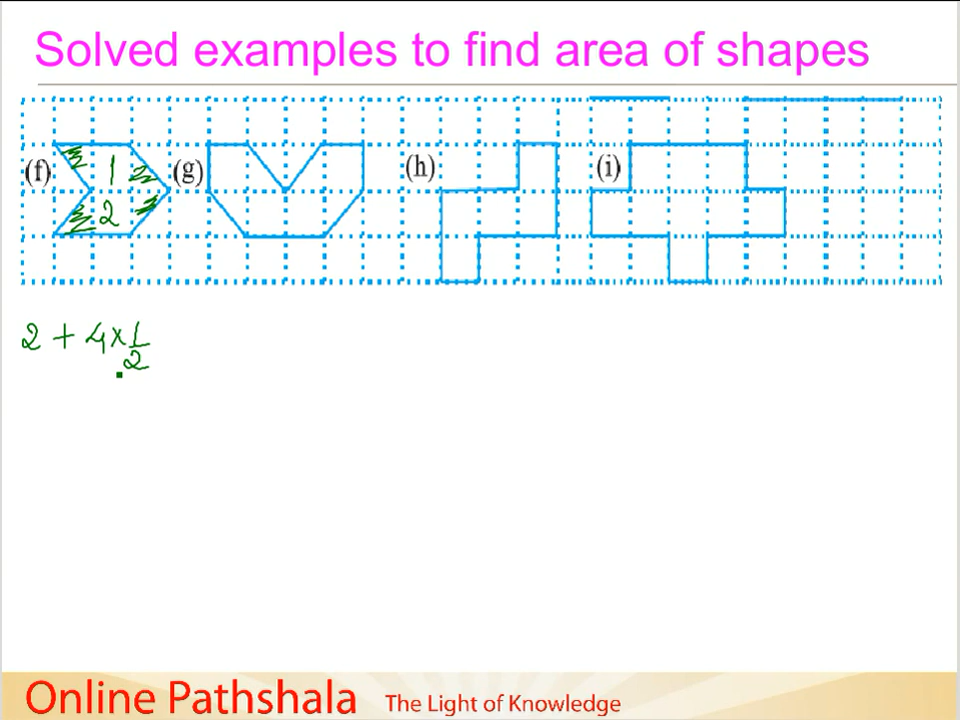 Solved examples to find area of shapes
(f) 1 (g) (h) (i)
2
2 + 4 × 1/2
Online Pathshala The Light of Knowledge